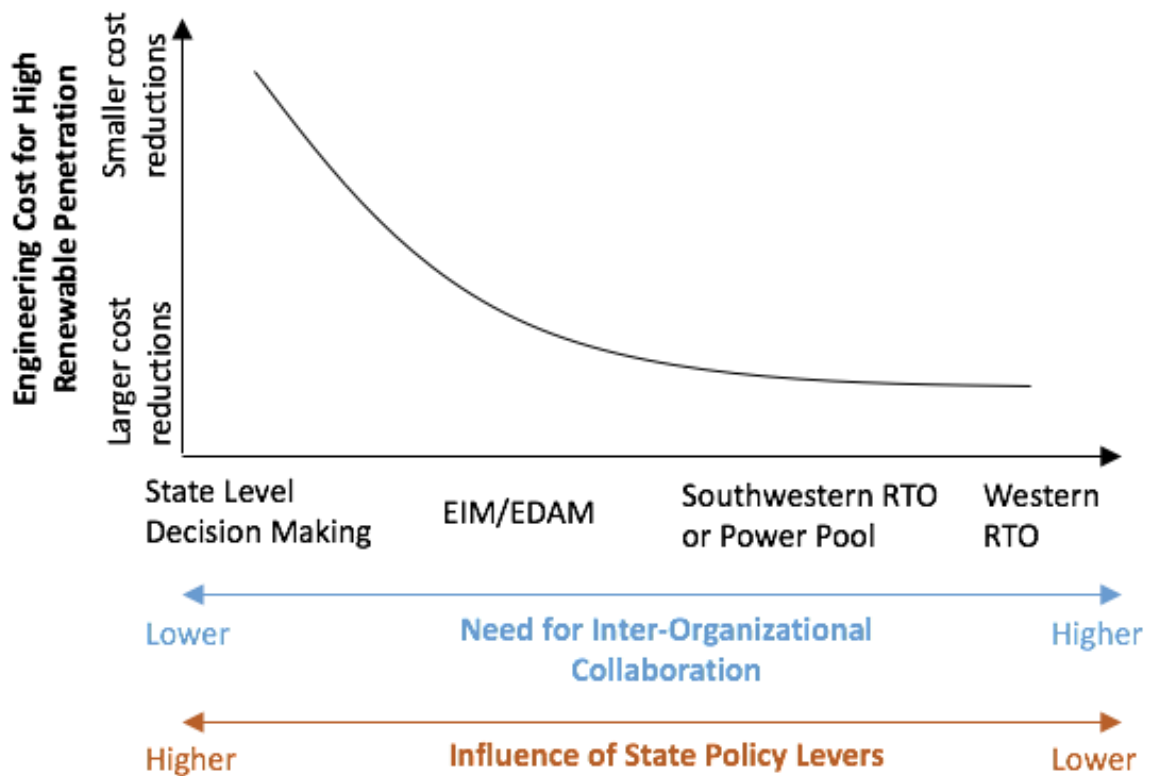 Engineering Cost for High
Renewable Penetration
Smaller cost
reductions
Larger cost
reductions
State Level
Decision Making
EIM/EDAM
Southwestern RTO
or Power Pool
Western
RTO
Lower
Need for Inter-Organizational
Collaboration
Higher
Higher
Influence of State Policy Levers
Lower